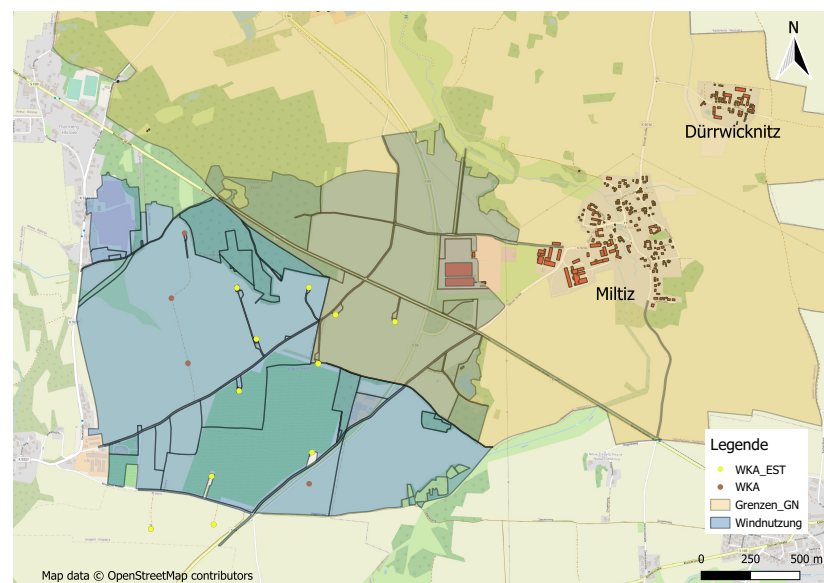 N
Dürrwicknitz
Miltiz
Legende
WKA_EST
WKA
Grenzen_GN
Windnutzung
0 250 500 m
Map data © OpenStreetMap contributors